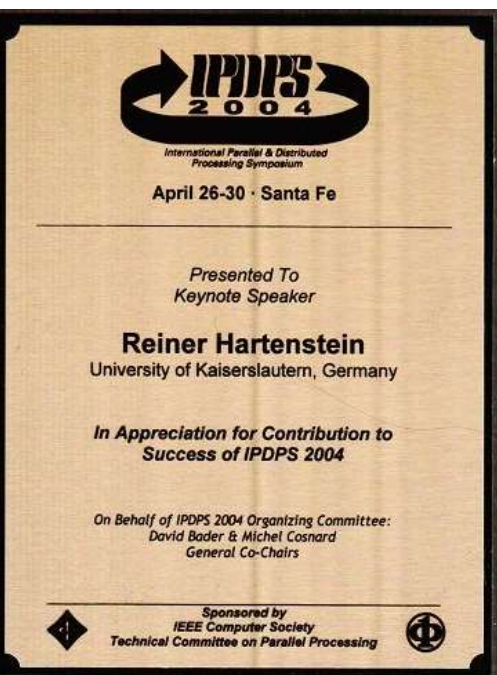 IPDPS
2004
International Parallel & Distributed
Processing Symposium
April 26-30 · Santa Fe
Presented To
Keynote Speaker
Reiner Hartenstein
University of Kaiserslautern, Germany
In Appreciation for Contribution to
Success of IPDPS 2004
On Behalf of IPDPS 2004 Organizing Committee:
David Bader & Michel Cosnard
General Co-Chairs
Sponsored by
IEEE Computer Society
Technical Committee on Parallel Processing